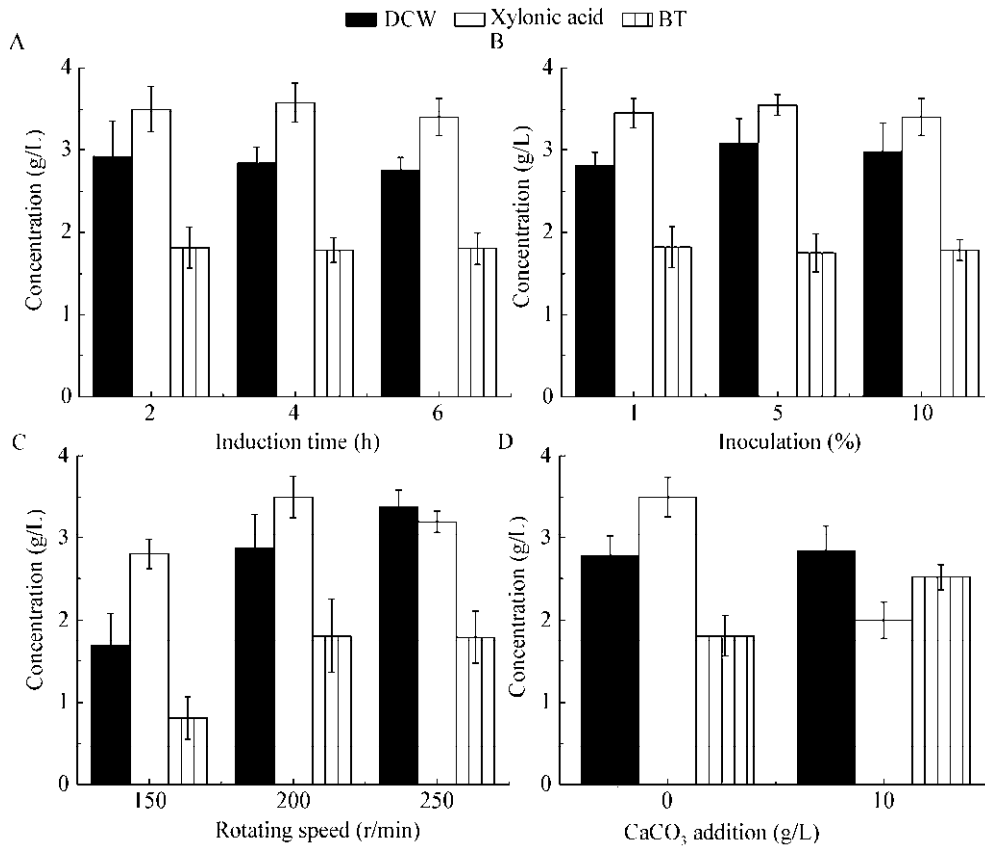 DCW Xylonic acid BT
A
4
3
2
1
0
Concentration (g/L)
2 4 6
Induction time (h)
B
4
3
2
1
0
Concentration (g/L)
1 5 10
Inoculation (%)
C
4
3
2
1
0
Concentration (g/L)
150 200 250
Rotating speed (r/min)
D
4
3
2
1
0
Concentration (g/L)
0 10
CaCO₃ addition (g/L)